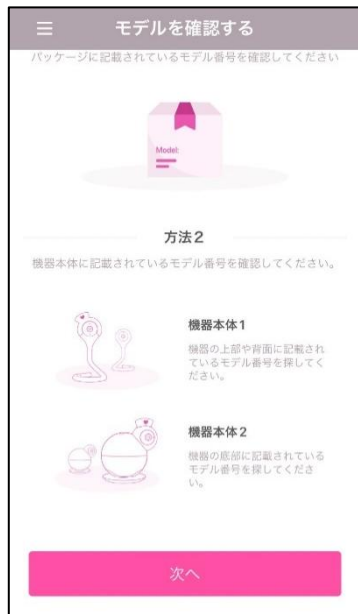 モデルを確認する
パッケージに記載されているモデル番号を確認してください
Model:
方法2
機器本体に記載されているモデル番号を確認してください。
機器本体1
機器の上部や背面に記載され
ているモデル番号を探してく
ださい。
機器本体2
機器の底部に記載されている
モデル番号を探してくださ
い。
次へ